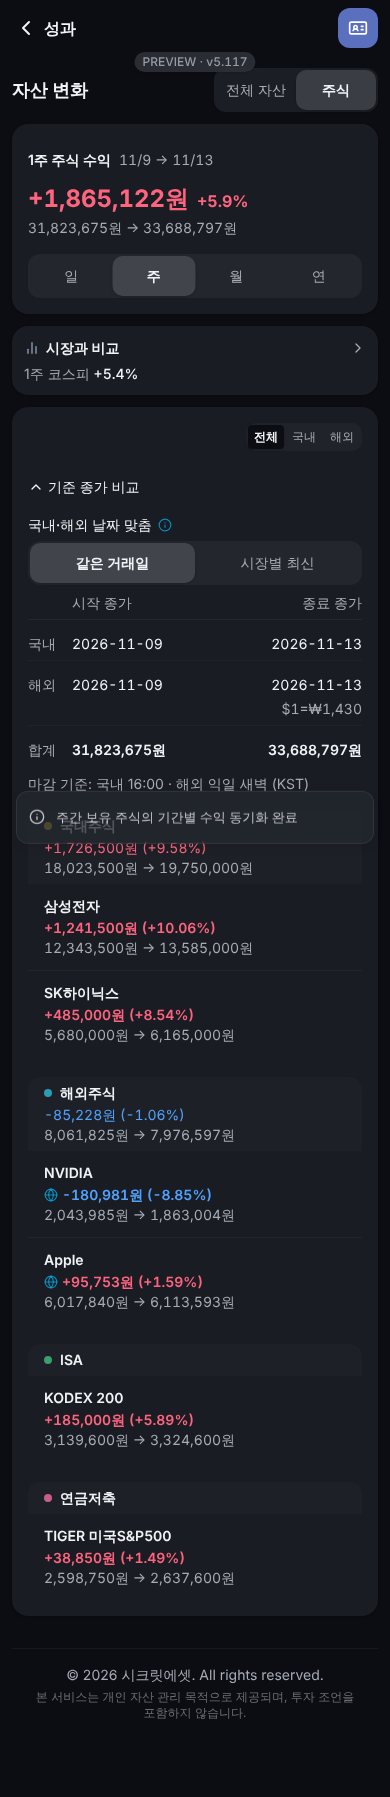 성과
PREVIEW · v5.117
자산 변화
전체 자산 주식
1주 주식 수익 11/9 → 11/13
+1,865,122원 +5.9%
31,823,675원 → 33,688,797원
일 주 월 연
시장과 비교
1주 코스피 +5.4%
전체 국내 해외
기준 종가 비교
국내·해외 날짜 맞춤
같은 거래일 시장별 최신
시작 종가 종료 종가
국내 2026-11-09 2026-11-13
해외 2026-11-09 2026-11-13
$1=₩1,430
합계 31,823,675원 33,688,797원
마감 기준: 국내 16:00 · 해외 익일 새벽 (KST)
주간 보유 주식의 기간별 수익 동기화 완료
국내주식
+1,726,500원 (+9.58%)
18,023,500원 → 19,750,000원
삼성전자
+1,241,500원 (+10.06%)
12,343,500원 → 13,585,000원
SK하이닉스
+485,000원 (+8.54%)
5,680,000원 → 6,165,000원
해외주식
-85,228원 (-1.06%)
8,061,825원 → 7,976,597원
NVIDIA
-180,981원 (-8.85%)
2,043,985원 → 1,863,004원
Apple
+95,753원 (+1.59%)
6,017,840원 → 6,113,593원
ISA
KODEX 200
+185,000원 (+5.89%)
3,139,600원 → 3,324,600원
연금저축
TIGER 미국S&P500
+38,850원 (+1.49%)
2,598,750원 → 2,637,600원
© 2026 시크릿에셋. All rights reserved.
본 서비스는 개인 자산 관리 목적으로 제공되며, 투자 조언을
포함하지 않습니다.